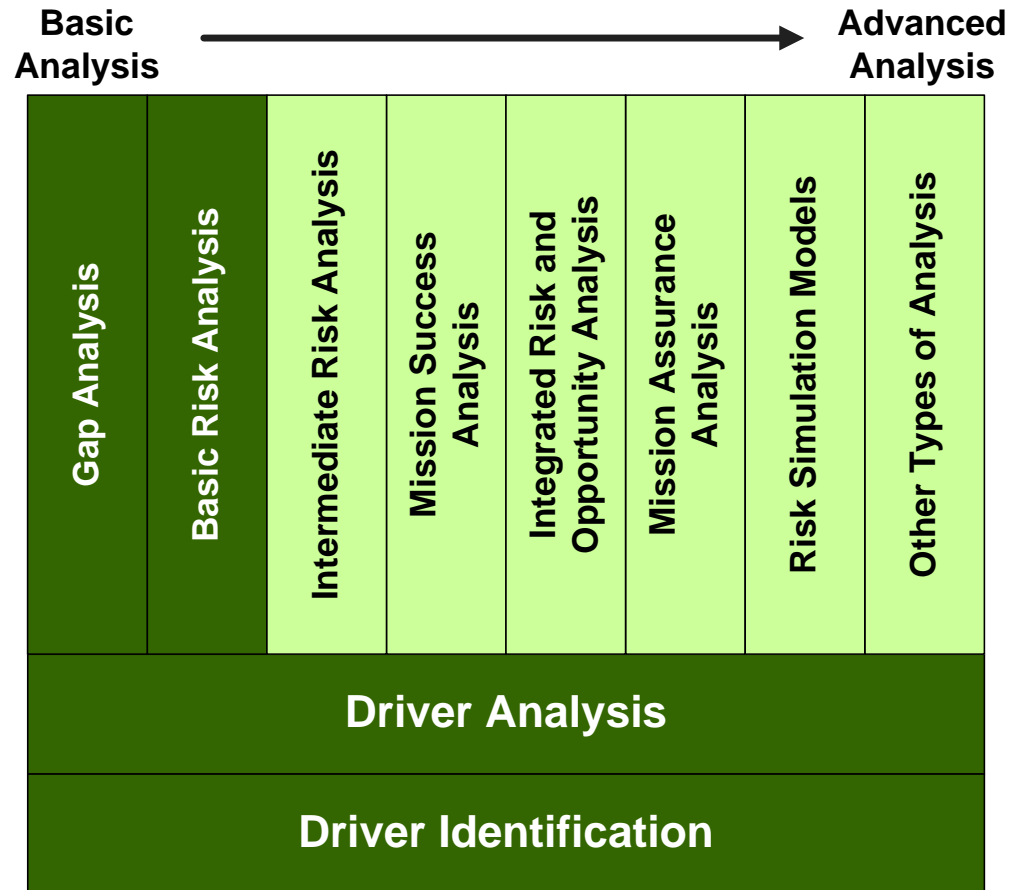 Basic
Analysis
Advanced
Analysis
Gap Analysis
Basic Risk Analysis
Intermediate Risk Analysis
Mission Success
Analysis
Integrated Risk and
Opportunity Analysis
Mission Assurance
Analysis
Risk Simulation Models
Other Types of Analysis
Driver Analysis
Driver Identification